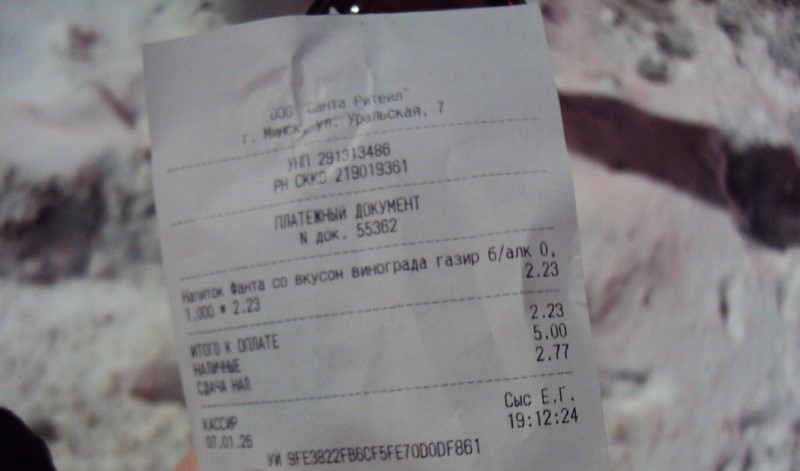 ООО "Санта Ритейл"
г. Минск, ул. Уральская, 7
УНП 291313486
РН СККО 219019361
ПЛАТЕЖНЫЙ ДОКУМЕНТ
N док. 55362
Напиток Фанта со вкусом винограда газир б/алк 0,
1.000 * 2.23 2.23
ИТОГО К ОПЛАТЕ 2.23
НАЛИЧНЫЕ 5.00
СДАЧА НАЛ 2.77
КАССИР Сыс Е.Г.
07.01.26 19:12:24
УИ 9FE3822FB6CF5FE70D0DF861